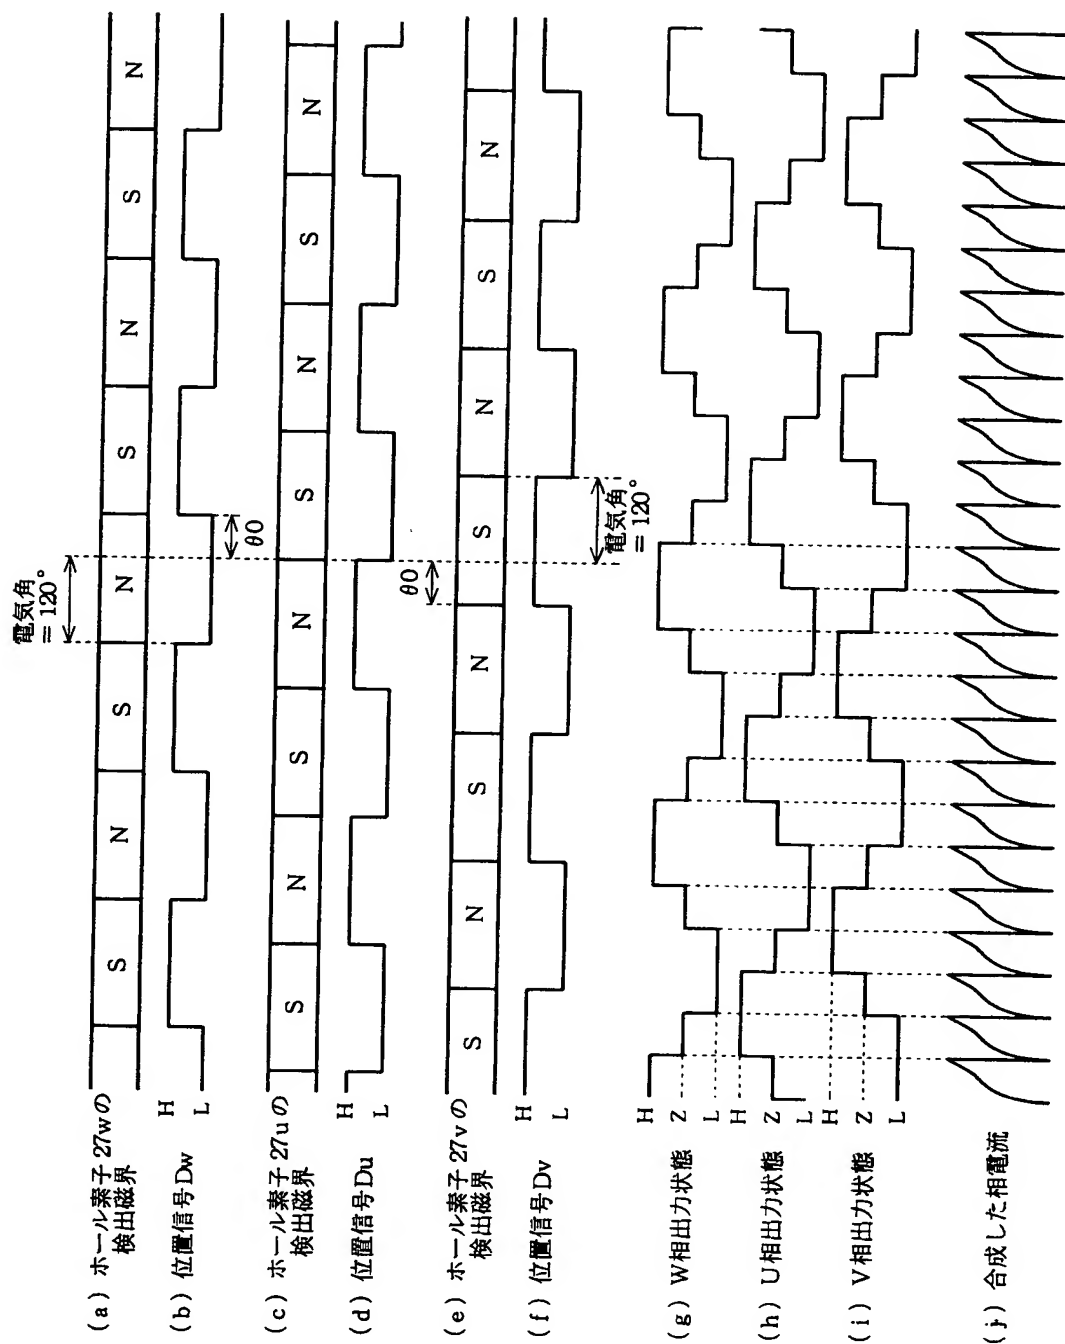 電気角
=120°
(a) ホール素子27wの
検出磁界
S N S N S N S N
(b) 位置信号Dw
H
L
θ0
(c) ホール素子27uの
検出磁界
S N S N S N S N
(d) 位置信号Du
H
L
θ0
(e) ホール素子27vの
検出磁界
S N S N S N S N
(f) 位置信号Dv
H
L
電気角
=120°
(g) W相出力状態
H
Z
L
(h) U相出力状態
H
Z
L
(i) V相出力状態
H
Z
L
(j) 合成した相電流